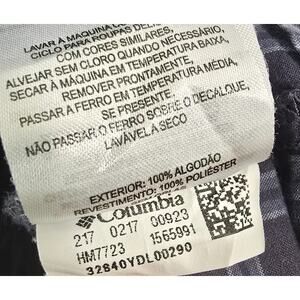 LAVAR À MÁQUINA
CICLO PARA ROUPAS
COM CORES SIMILARES,
ALVEJAR SEM CLORO QUANDO NECESSÁRIO,
SECAR À MÁQUINA EM TEMPERATURA BAIXA,
REMOVER PRONTAMENTE,
PASSAR A FERRO EM TEMPERATURA MÉDIA,
SE PRESENTE,
NÃO PASSAR O FERRO SOBRE O DECALQUE,
LAVÁVEL A SECO
EXTERIOR: 100% ALGODÃO
REVESTIMENTO: 100% POLIÉSTER
Columbia
217 0217 00923
HM7723 1565991
32840YDL00290